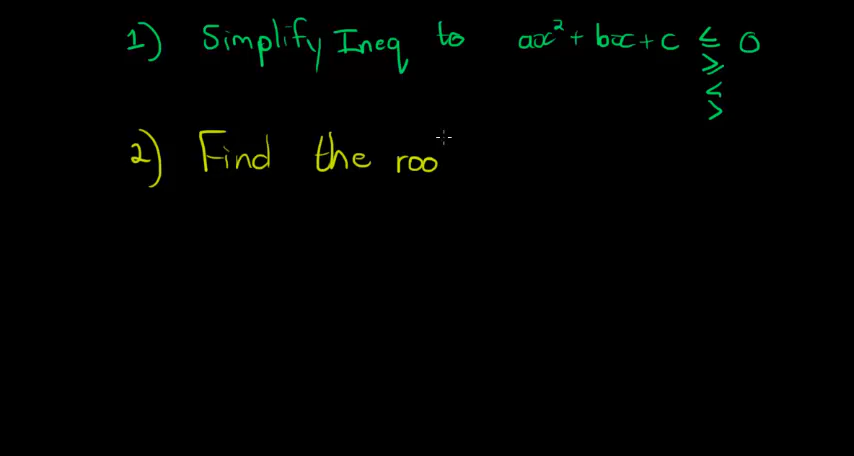 1) Simplify Ineq to ax² + bx + c ≤ 0
≥
<
>
2) Find the roo